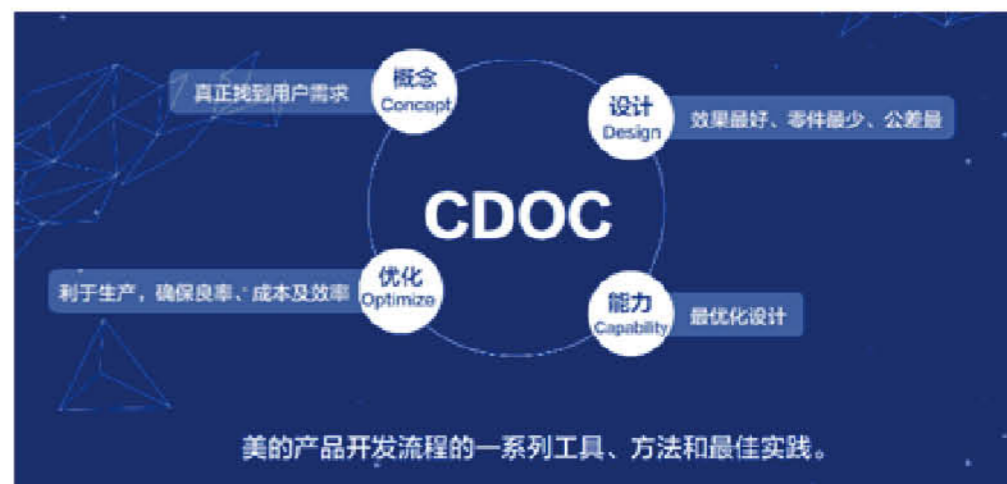 概念
Concept
真正找到用户需求
设计
Design
效果最好、零件最少、公差最
CDOC
优化
Optimize
利于生产，确保良率、成本及效率
能力
Capability
最优化设计
美的产品开发流程的一系列工具、方法和最佳实践。